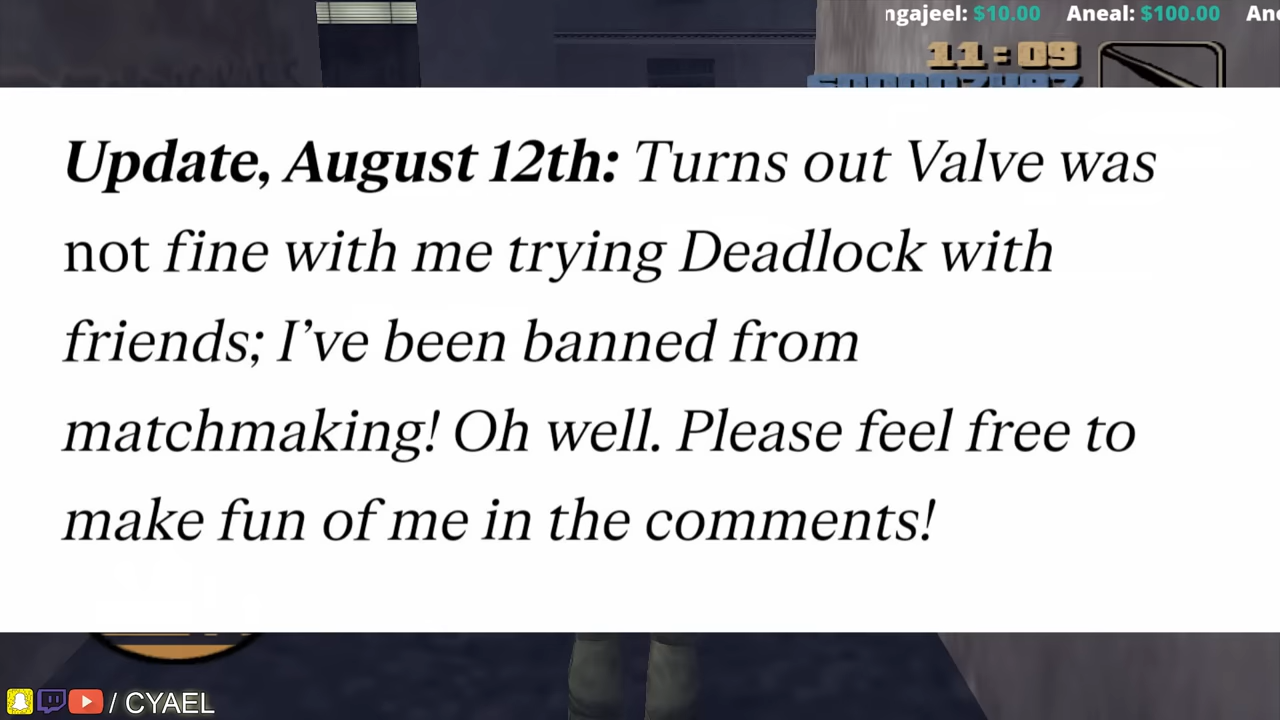 ngajeel: $10.00 Aneal: $100.00
11:09
Update, August 12th: Turns out Valve was
not fine with me trying Deadlock with
friends; I've been banned from
matchmaking! Oh well. Please feel free to
make fun of me in the comments!
/ CYAEL